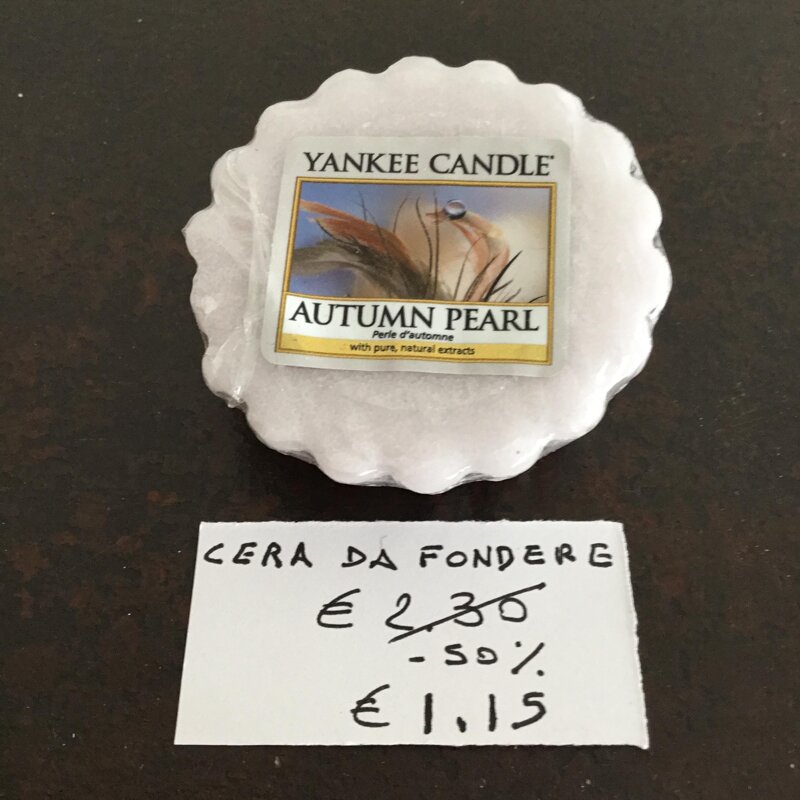 YANKEE CANDLE®
AUTUMN PEARL
Perle d'automne
with pure, natural extracts
CERA DA FONDERE
€ 2.30
-50%
€ 1.15